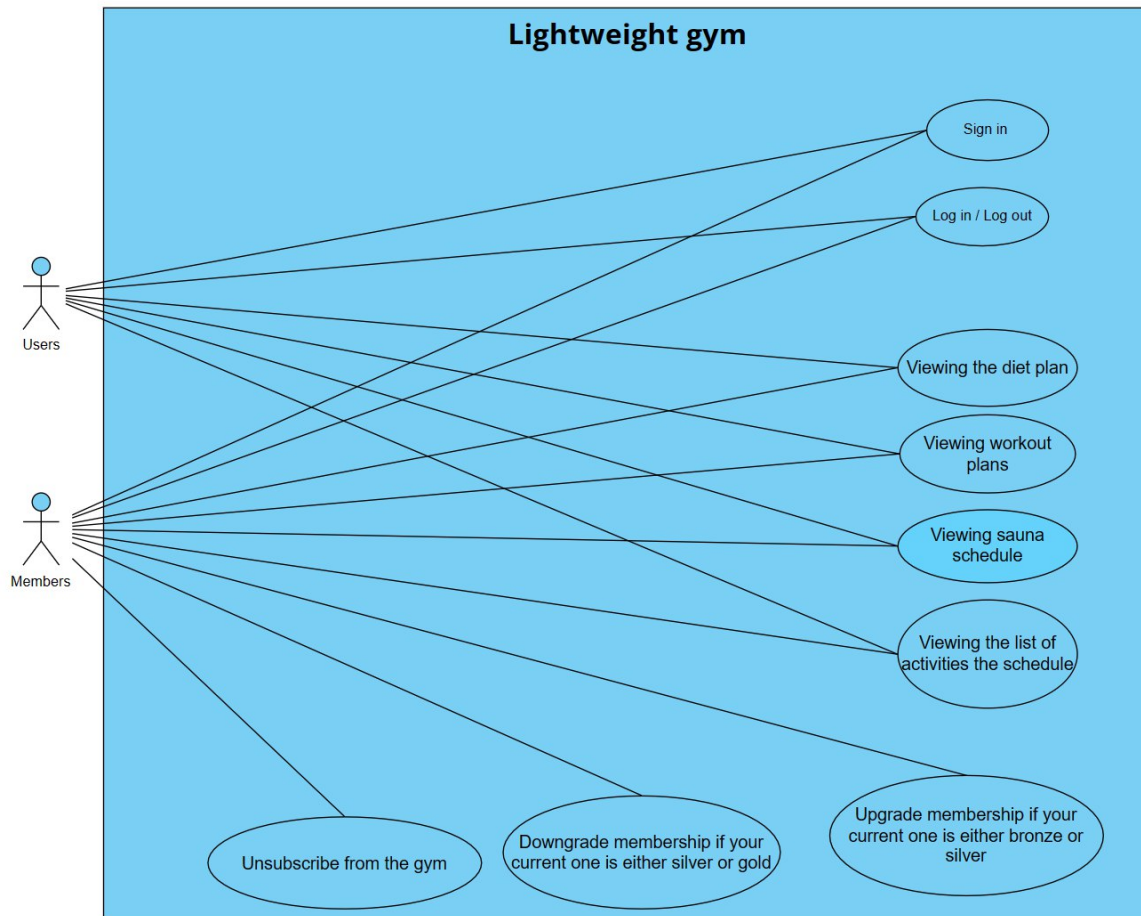 Lightweight gym
Sign in
Log in / Log out
Users
Viewing the diet plan
Viewing workout
plans
Members
Viewing sauna
schedule
Viewing the list of
activities the schedule
Unsubscribe from the gym
Downgrade membership if your
current one is either silver or gold
Upgrade membership if your
current one is either bronze or
silver